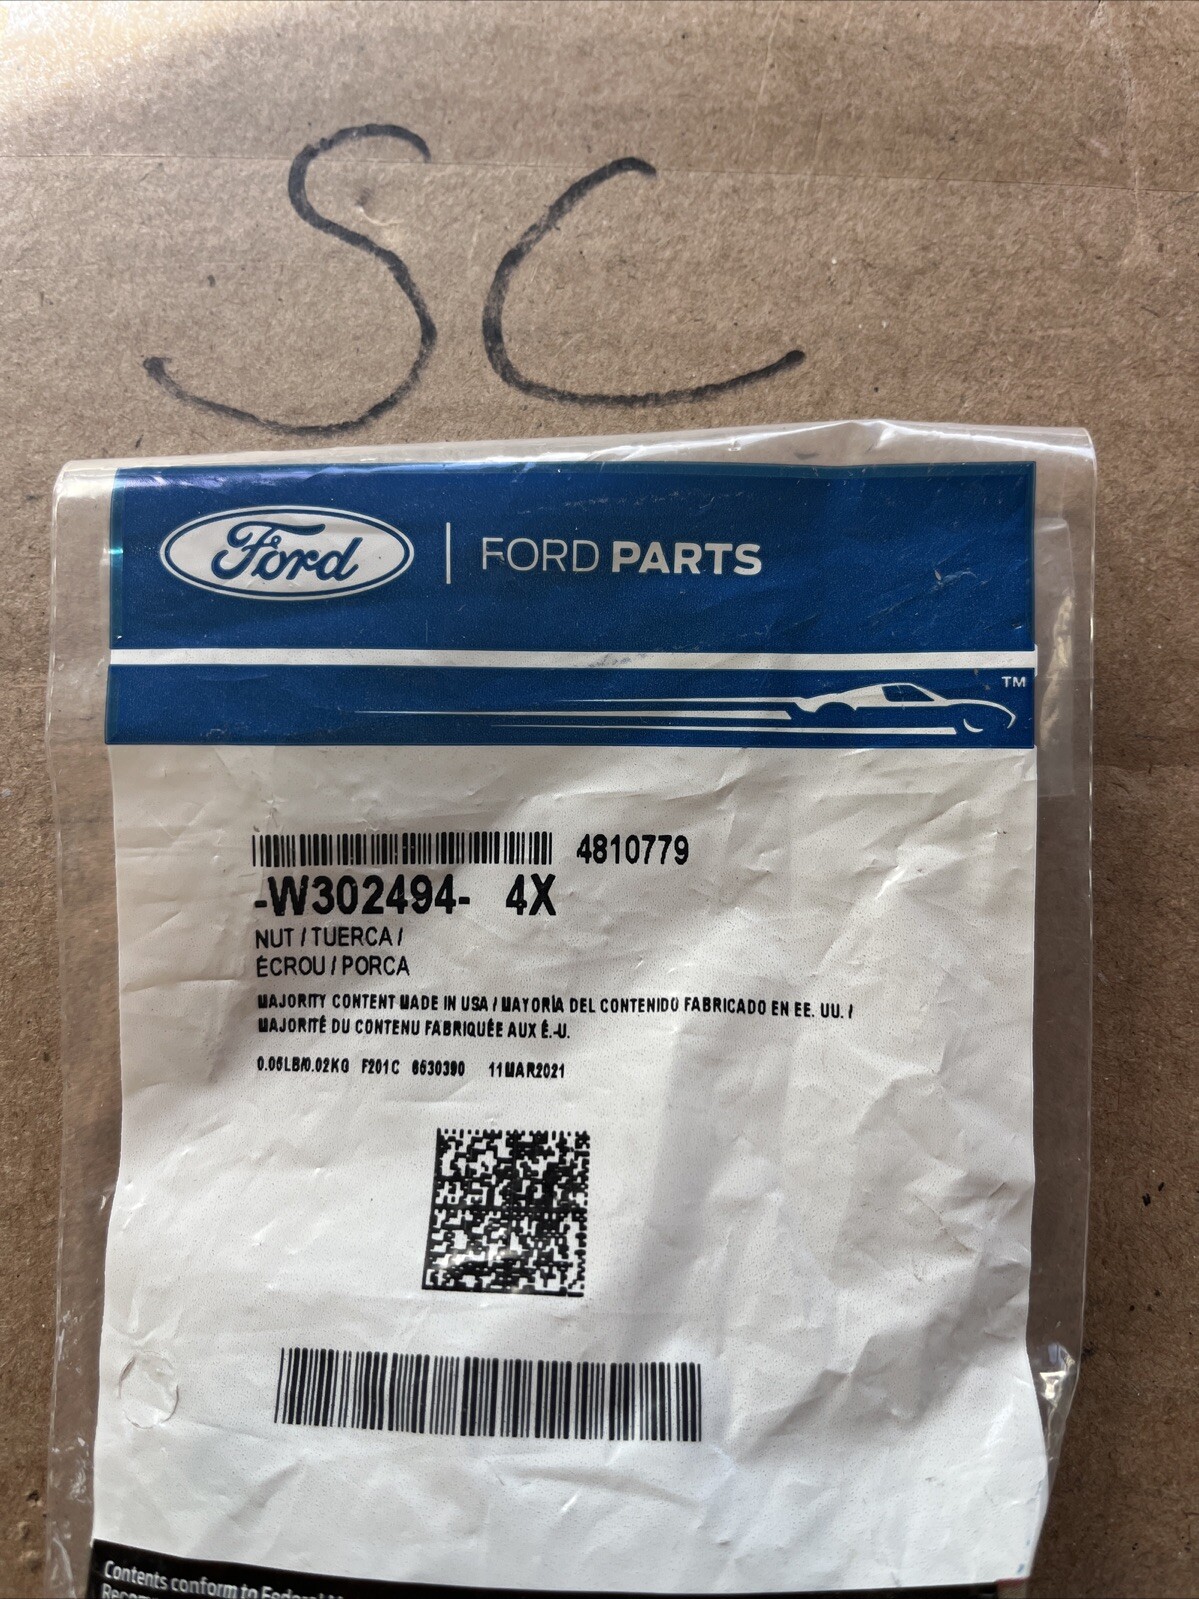 SC
Ford | FORD PARTS
TM
4810779
-W302494- 4X
NUT / TUERCA /
ÉCROU / PORCA
MAJORITY CONTENT MADE IN USA / MAYORÍA DEL CONTENIDO FABRICADO EN EE. UU. /
MAJORITÉ DU CONTENU FABRIQUÉE AUX É.-U.
0.05LB/0.02KG F201C 6530390 11MAR2021
Contents conform to Federal